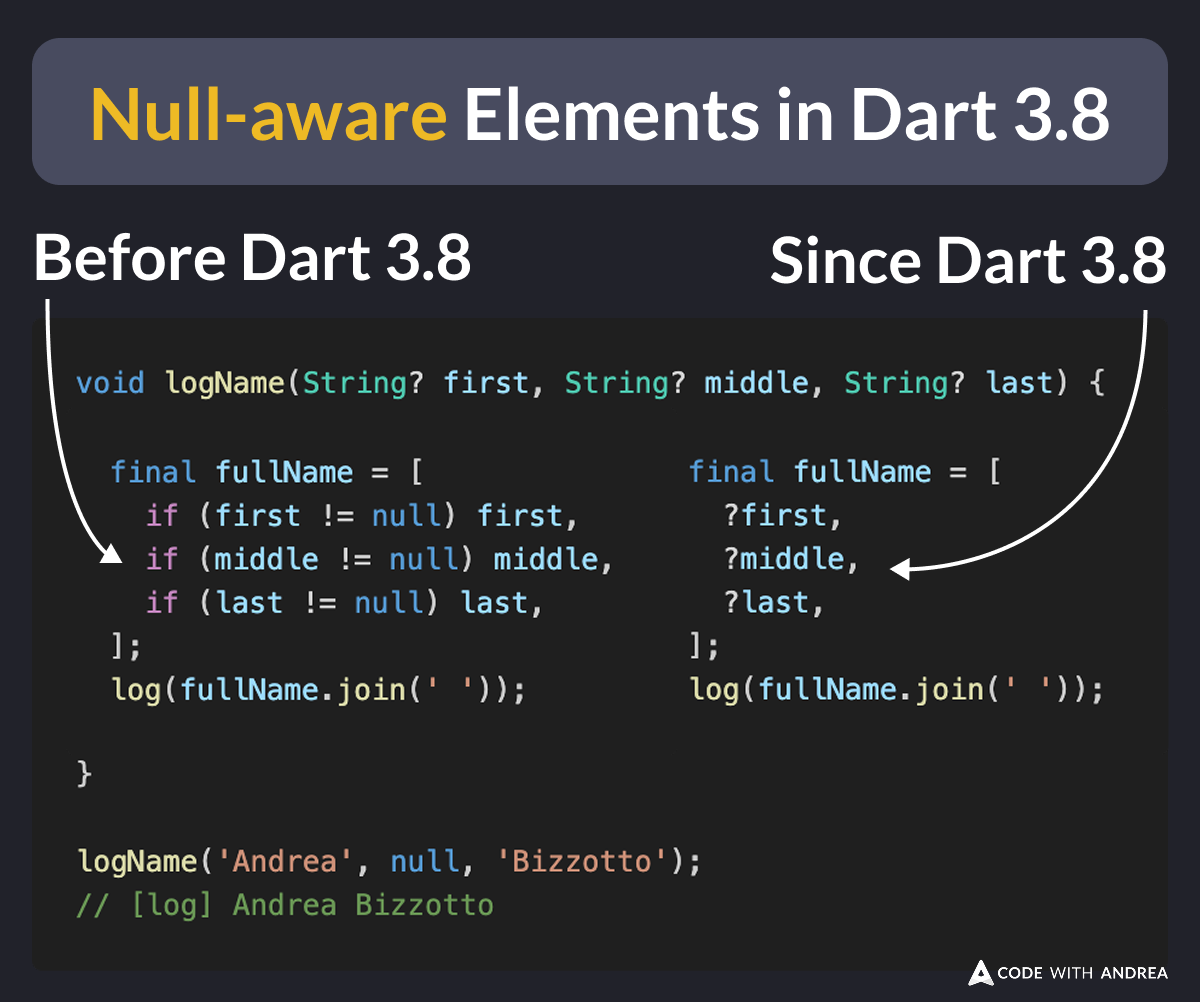 Null-aware Elements in Dart 3.8
Before Dart 3.8
Since Dart 3.8
void logName(String? first, String? middle, String? last) {
final fullName = [
if (first != null) first,
if (middle != null) middle,
if (last != null) last,
];
log(fullName.join(' '));
final fullName = [
?first,
?middle,
?last,
];
log(fullName.join(' '));
}
logName('Andrea', null, 'Bizzotto');
// [log] Andrea Bizzotto
CODE WITH ANDREA